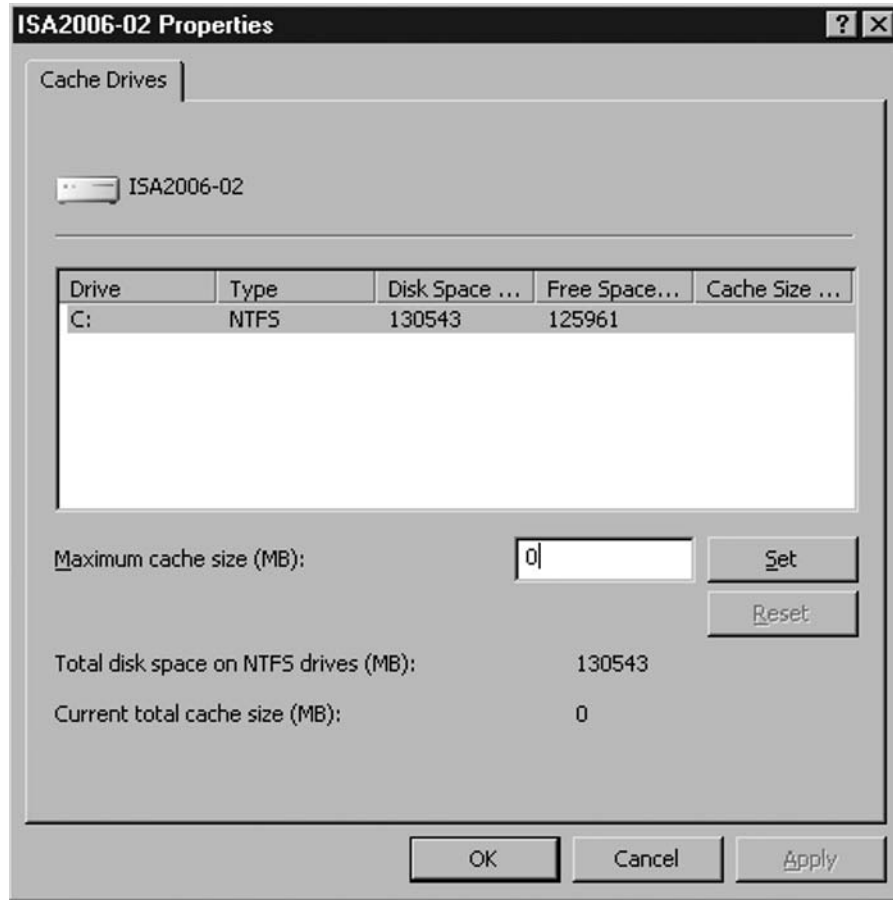 ISA2006-02 Properties
Cache Drives
ISA2006-02
Drive Type Disk Space ... Free Space... Cache Size ...
C: NTFS 130543 125961
Maximum cache size (MB): 0 Set
Reset
Total disk space on NTFS drives (MB): 130543
Current total cache size (MB): 0
OK Cancel Apply